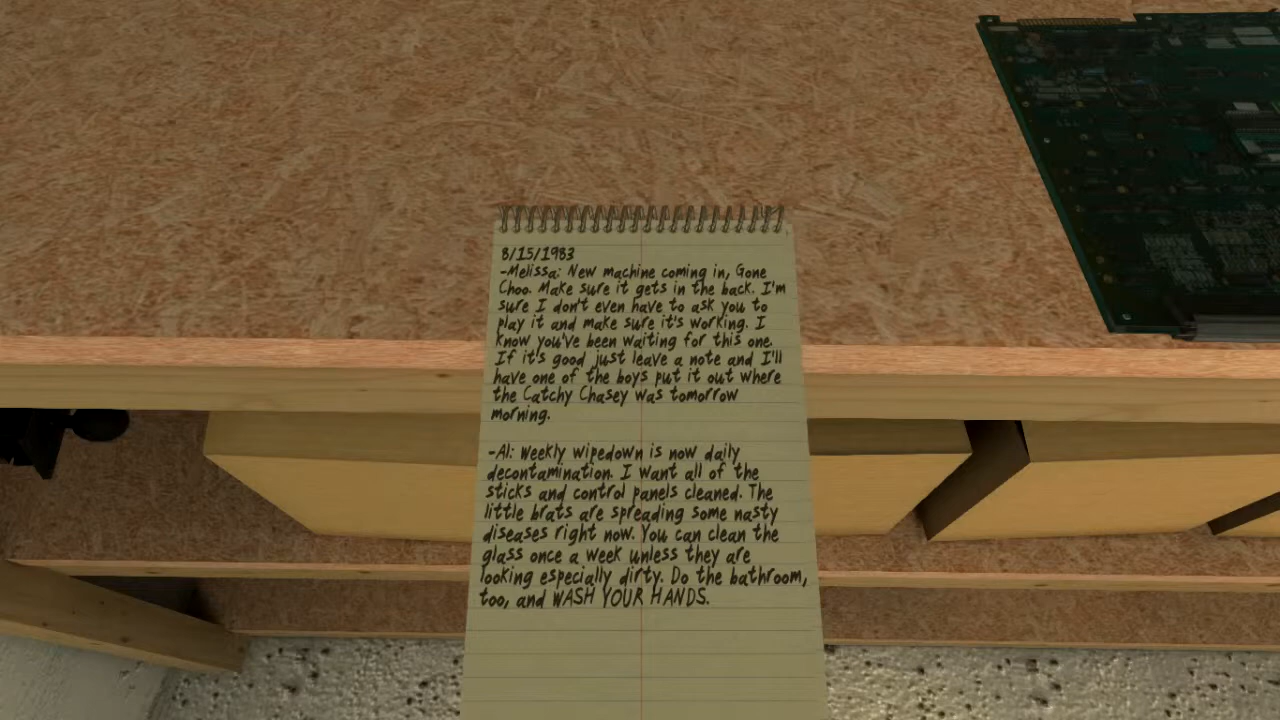 8/15/1983
-Melissa: New machine coming in, Gone
Choo. Make sure it gets in the back. I'm
sure I don't even have to ask you to
play it and make sure it's working. I
know you've been waiting for this one.
If it's good just leave a note and I'll
have one of the boys put it out where
the Catchy Chasey was tomorrow
morning.
-Al: Weekly wipedown is now daily
decontamination. I want all of the
sticks and control panels cleaned. The
little brats are spreading some nasty
diseases right now. You can clean the
glass once a week unless they are
looking especially dirty. Do the bathroom,
too, and WASH YOUR HANDS.